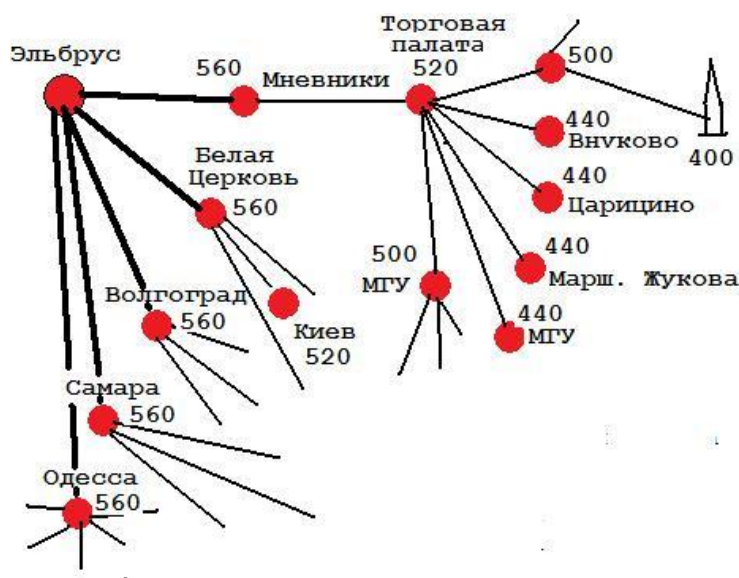 Эльбрус
560
Мневники
Торговая
палата
520
500
400
440
Внуково
440
Царицино
440
Марш. Жукова
440
МГУ
500
МГУ
Белая
Церковь
560
Киев
520
Волгоград
560
Самара
560
Одесса
560